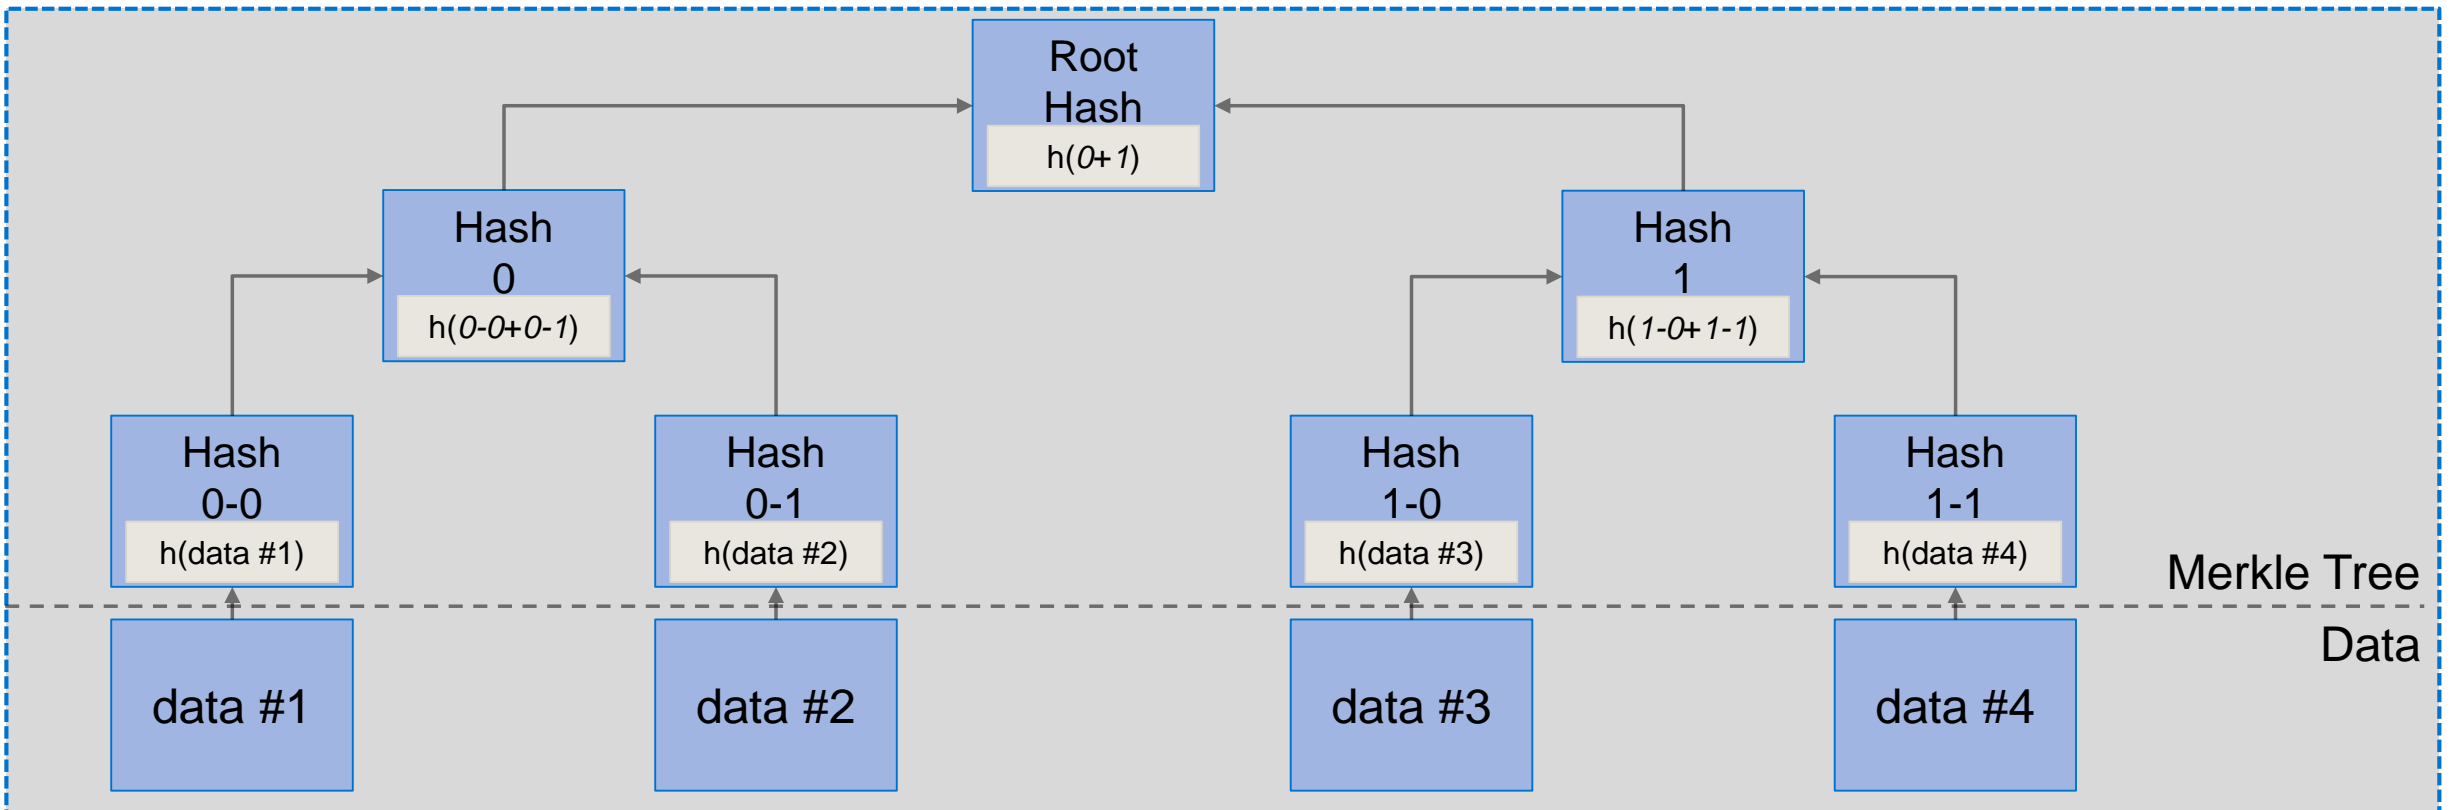 Root
Hash
h(0+1)
Hash
0
h(0-0+0-1)
Hash
1
h(1-0+1-1)
Hash
0-0
h(data #1)
Hash
0-1
h(data #2)
Hash
1-0
h(data #3)
Hash
1-1
h(data #4)
Merkle Tree
Data
data #1
data #2
data #3
data #4